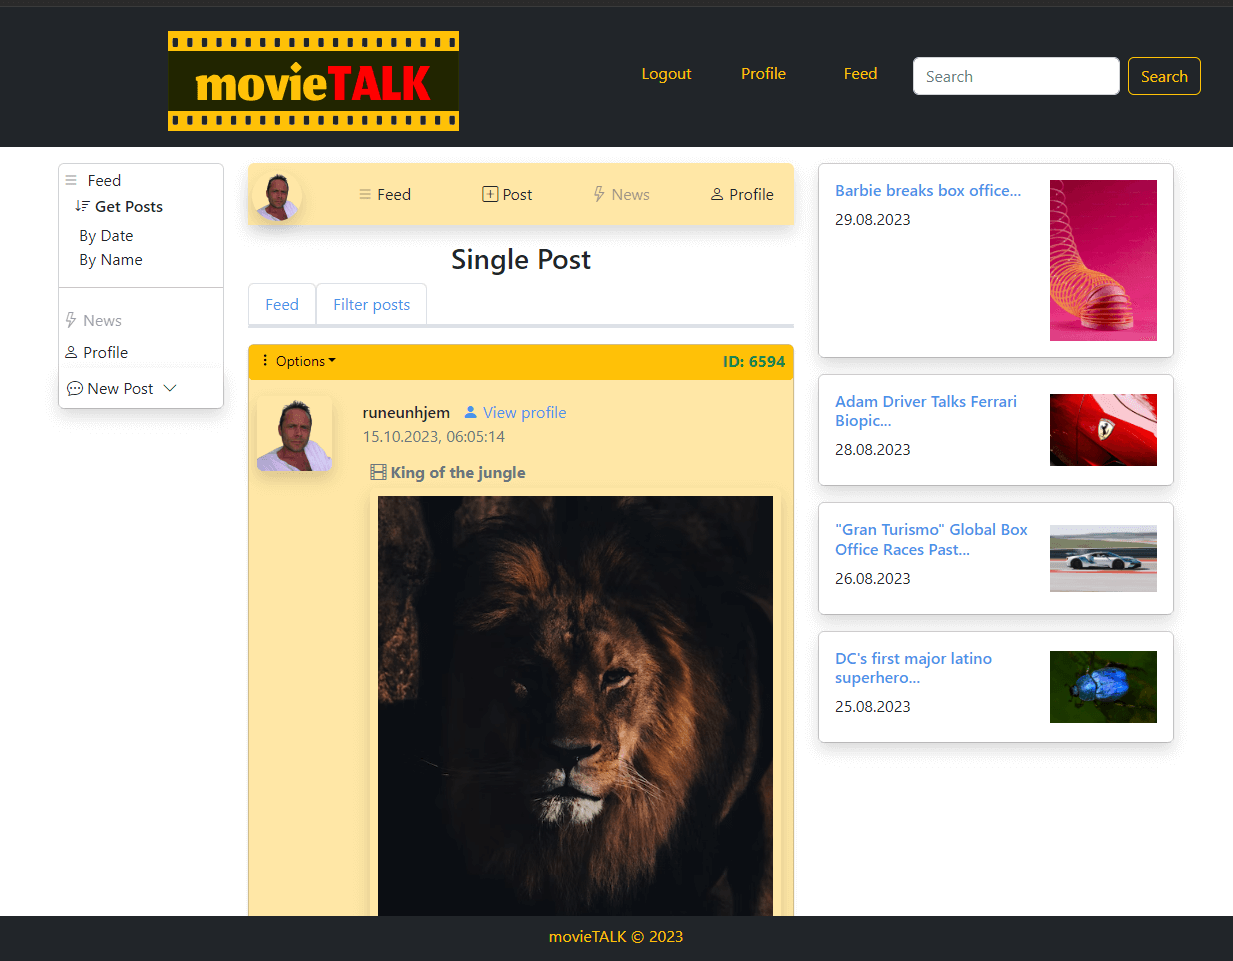 movieTALK
Logout
Profile
Feed
Search
Search
Feed
Get Posts
By Date
By Name
News
Profile
New Post
Feed
Post
News
Profile
Single Post
Feed
Filter posts
Options
ID: 6594
runeunhjem
View profile
15.10.2023, 06:05:14
King of the jungle
Barbie breaks box office...
29.08.2023
Adam Driver Talks Ferrari
Biopic...
28.08.2023
"Gran Turismo" Global Box
Office Races Past...
26.08.2023
DC's first major latino
superhero...
25.08.2023
movieTALK © 2023